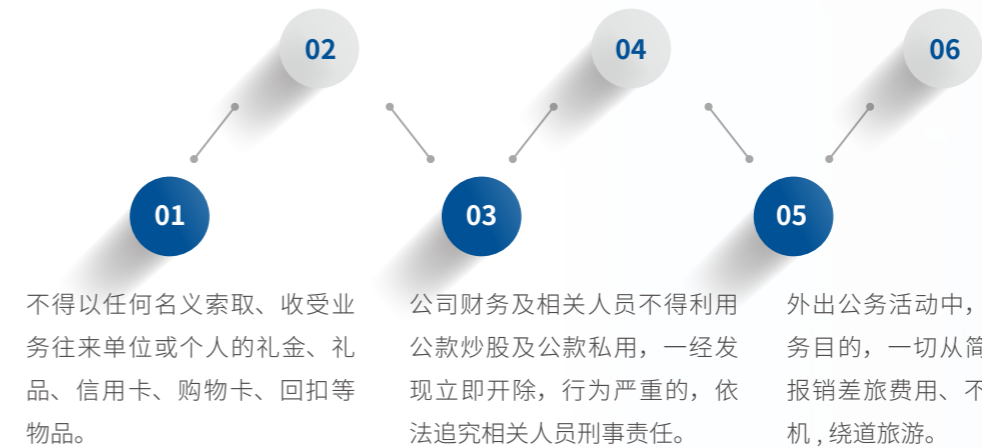 02
04
06
01
03
05
不得以任何名义索取、收受业
务往来单位或个人的礼金、礼
品、信用卡、购物卡、回扣等
物品。
公司财务及相关人员不得利用
公款炒股及公款私用，一经发
现立即开除，行为严重的，依
法追究相关人员刑事责任。
外出公务活动中，
务目的，一切从简
报销差旅费用、不
机 , 绕道旅游。